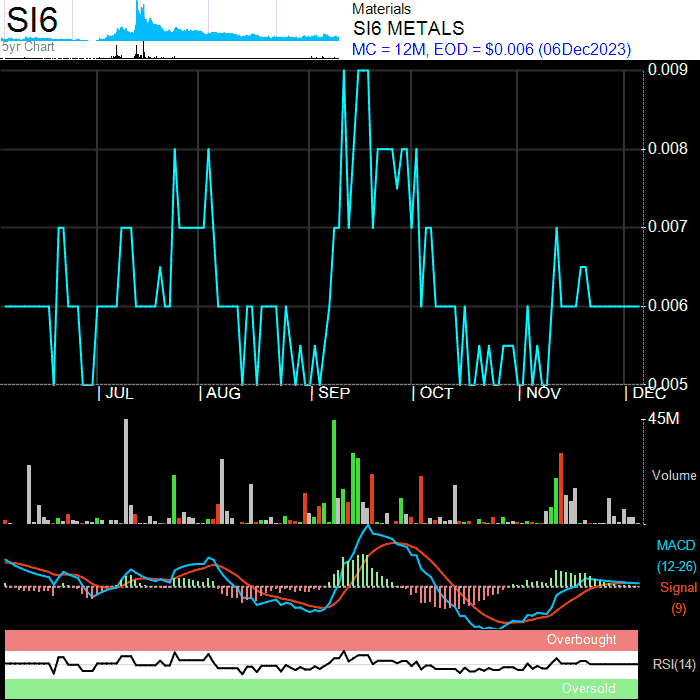 SI6
5yr Chart
Materials
SI6 METALS
MC = 12M, EOD = $0.006 (06Dec2023)
0.009
0.008
0.007
0.006
0.005
| JUL | AUG | SEP | OCT | NOV | DEC
45M
Volume
MACD
(12-26)
Signal
(9)
Overbought
RSI(14)
Oversold